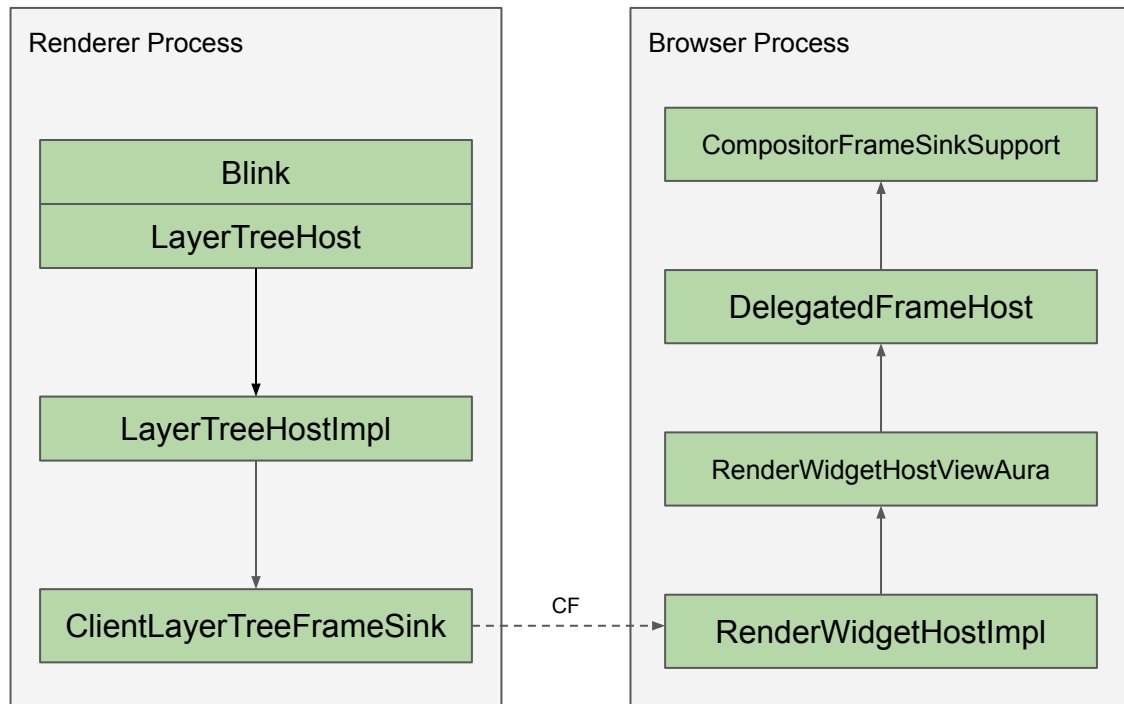 Renderer Process
Blink
LayerTreeHost
LayerTreeHostImpl
ClientLayerTreeFrameSink
CF
Browser Process
CompositorFrameSinkSupport
DelegatedFrameHost
RenderWidgetHostViewAura
RenderWidgetHostImpl